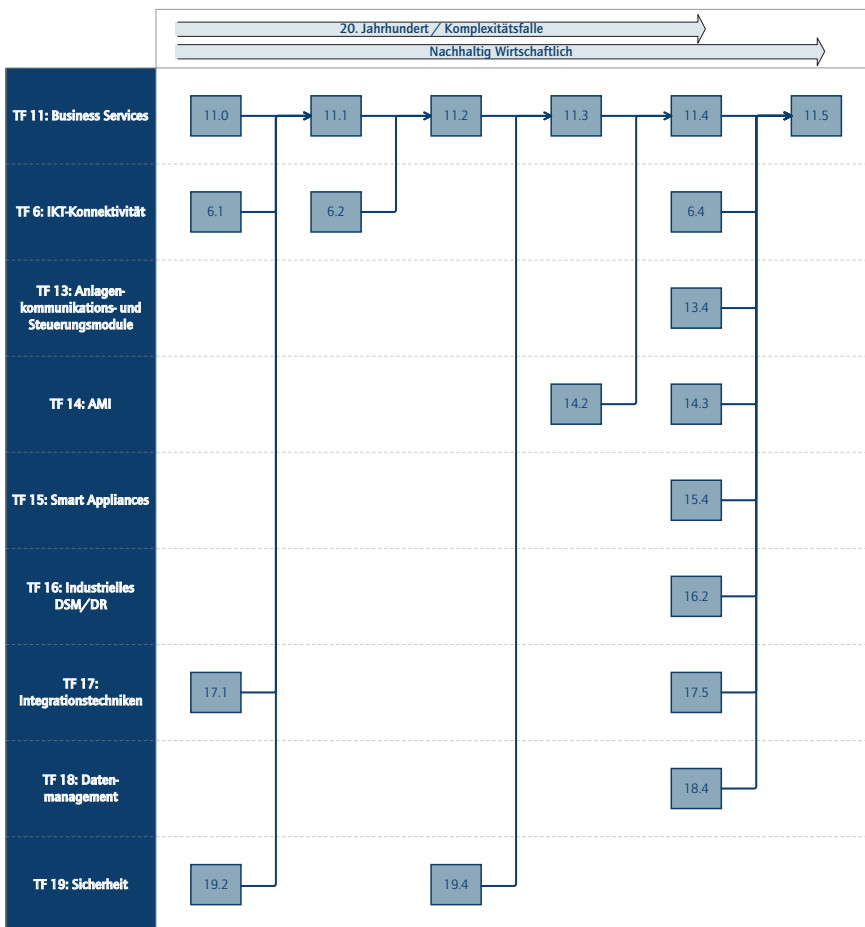 20. Jahrhundert / Komplexitätsfalle
Nachhaltig Wirtschaftlich
TF 11: Business Services
11.0
11.1
11.2
11.3
11.4
11.5
TF 6: IKT-Konnektivität
6.1
6.2
6.4
TF 13: Anlagen-
kommunikations- und
Steuerungsmodule
13.4
TF 14: AMI
14.2
14.3
TF 15: Smart Appliances
15.4
TF 16: Industrielles
DSM/DR
16.2
TF 17:
Integrationstechniken
17.1
17.5
TF 18: Daten-
management
18.4
TF 19: Sicherheit
19.2
19.4